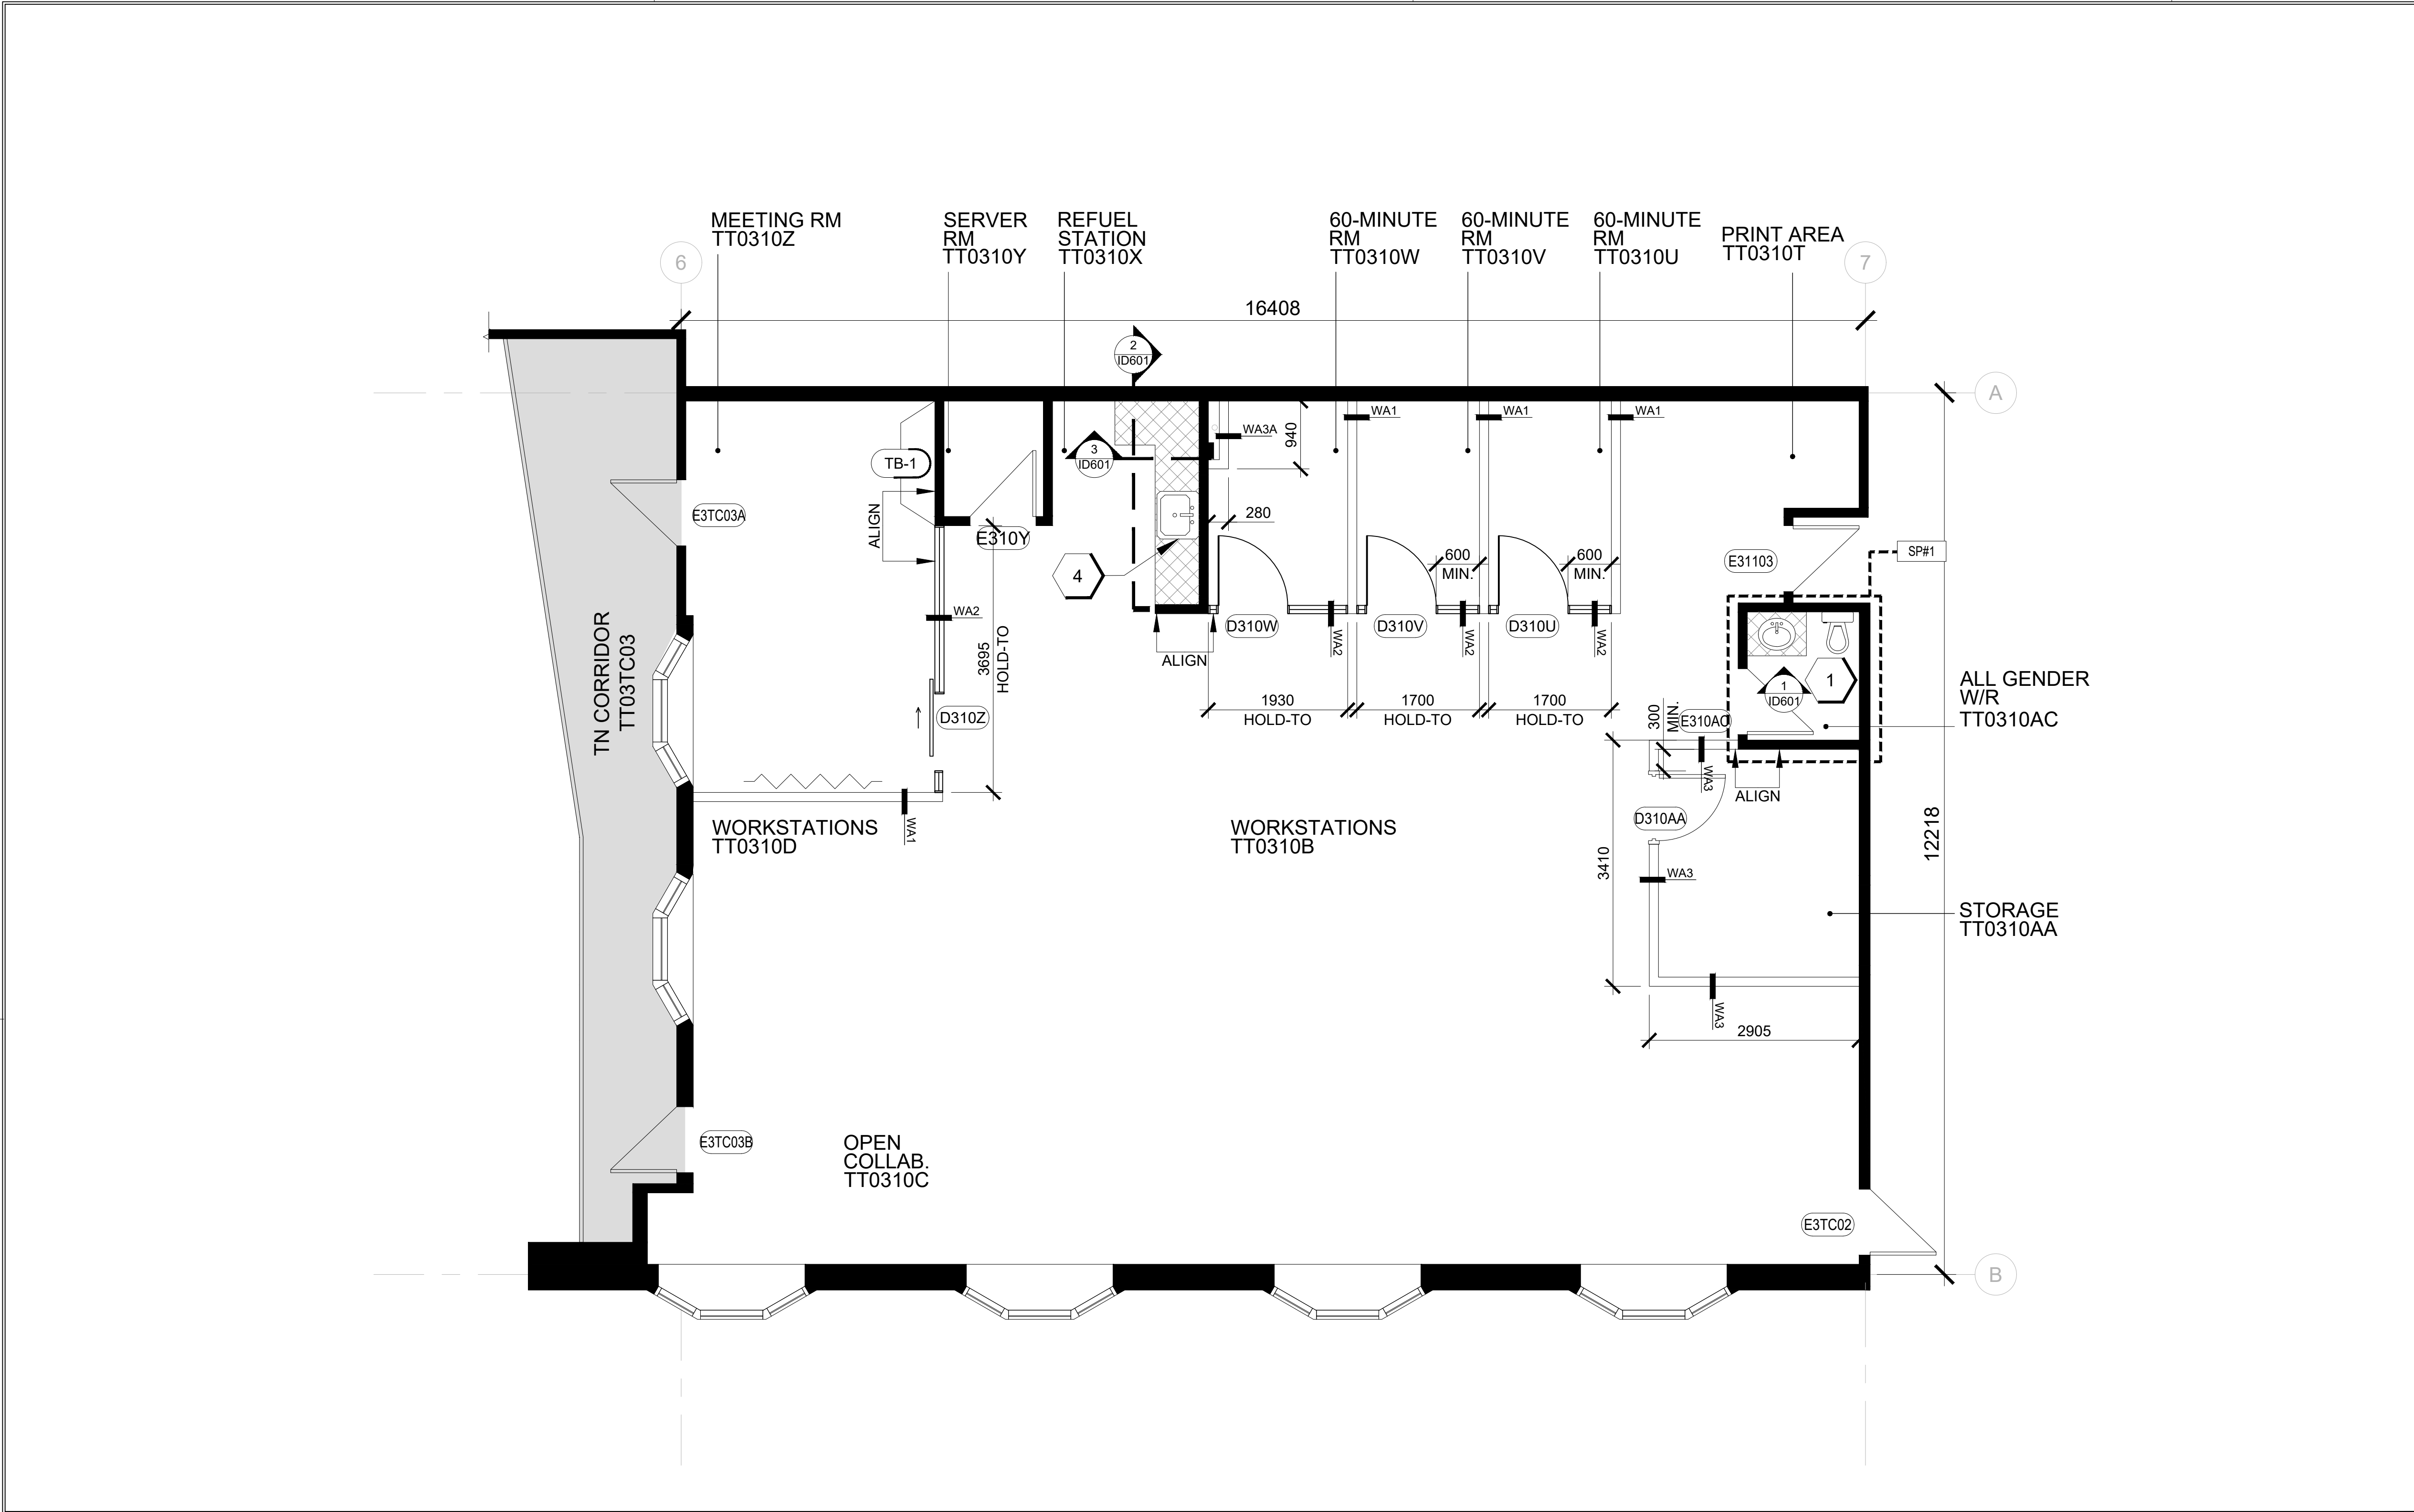 MEETING RM
TT0310Z
SERVER
RM
TT0310Y
REFUEL
STATION
TT0310X
60-MINUTE
RM
TT0310W
60-MINUTE
RM
TT0310V
60-MINUTE
RM
TT0310U
PRINT AREA
TT0310T
6
7
16408
2
ID601
A
WA1
WA1
WA1
WA3A
940
3
ID601
TB-1
E3TC03A
ALIGN
E310Y
280
4
600
MIN.
600
MIN.
E31103
SP#1
WA2
D310W
D310V
D310U
WA2
WA2
WA2
TN CORRIDOR
TT03TC03
3695
HOLD-TO
ALIGN
1930
HOLD-TO
1700
HOLD-TO
1700
HOLD-TO
D310Z
1
ID601
1
ALL GENDER
W/R
TT0310AC
300
MIN.
WA3
ALIGN
WA1
WORKSTATIONS
TT0310D
WORKSTATIONS
TT0310B
D310AA
12218
3410
WA3
STORAGE
TT0310AA
WA3
2905
E3TC03B
OPEN
COLLAB.
TT0310C
E3TC02
B